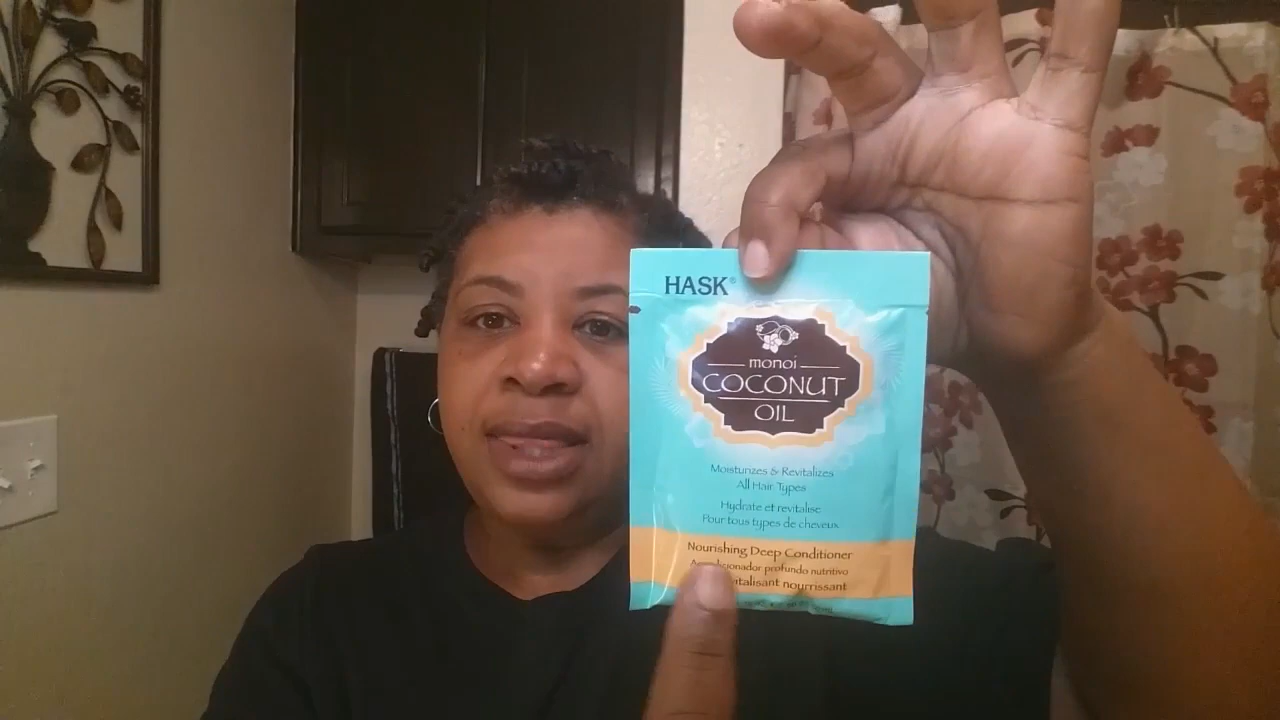 HASK®
monoi
COCONUT
OIL
Moisturizes & Revitalizes
All Hair Types
Hydrate et revitalise
Pour tous types de cheveux
Nourishing Deep Conditioner
profundo nutritivo
nourrissant